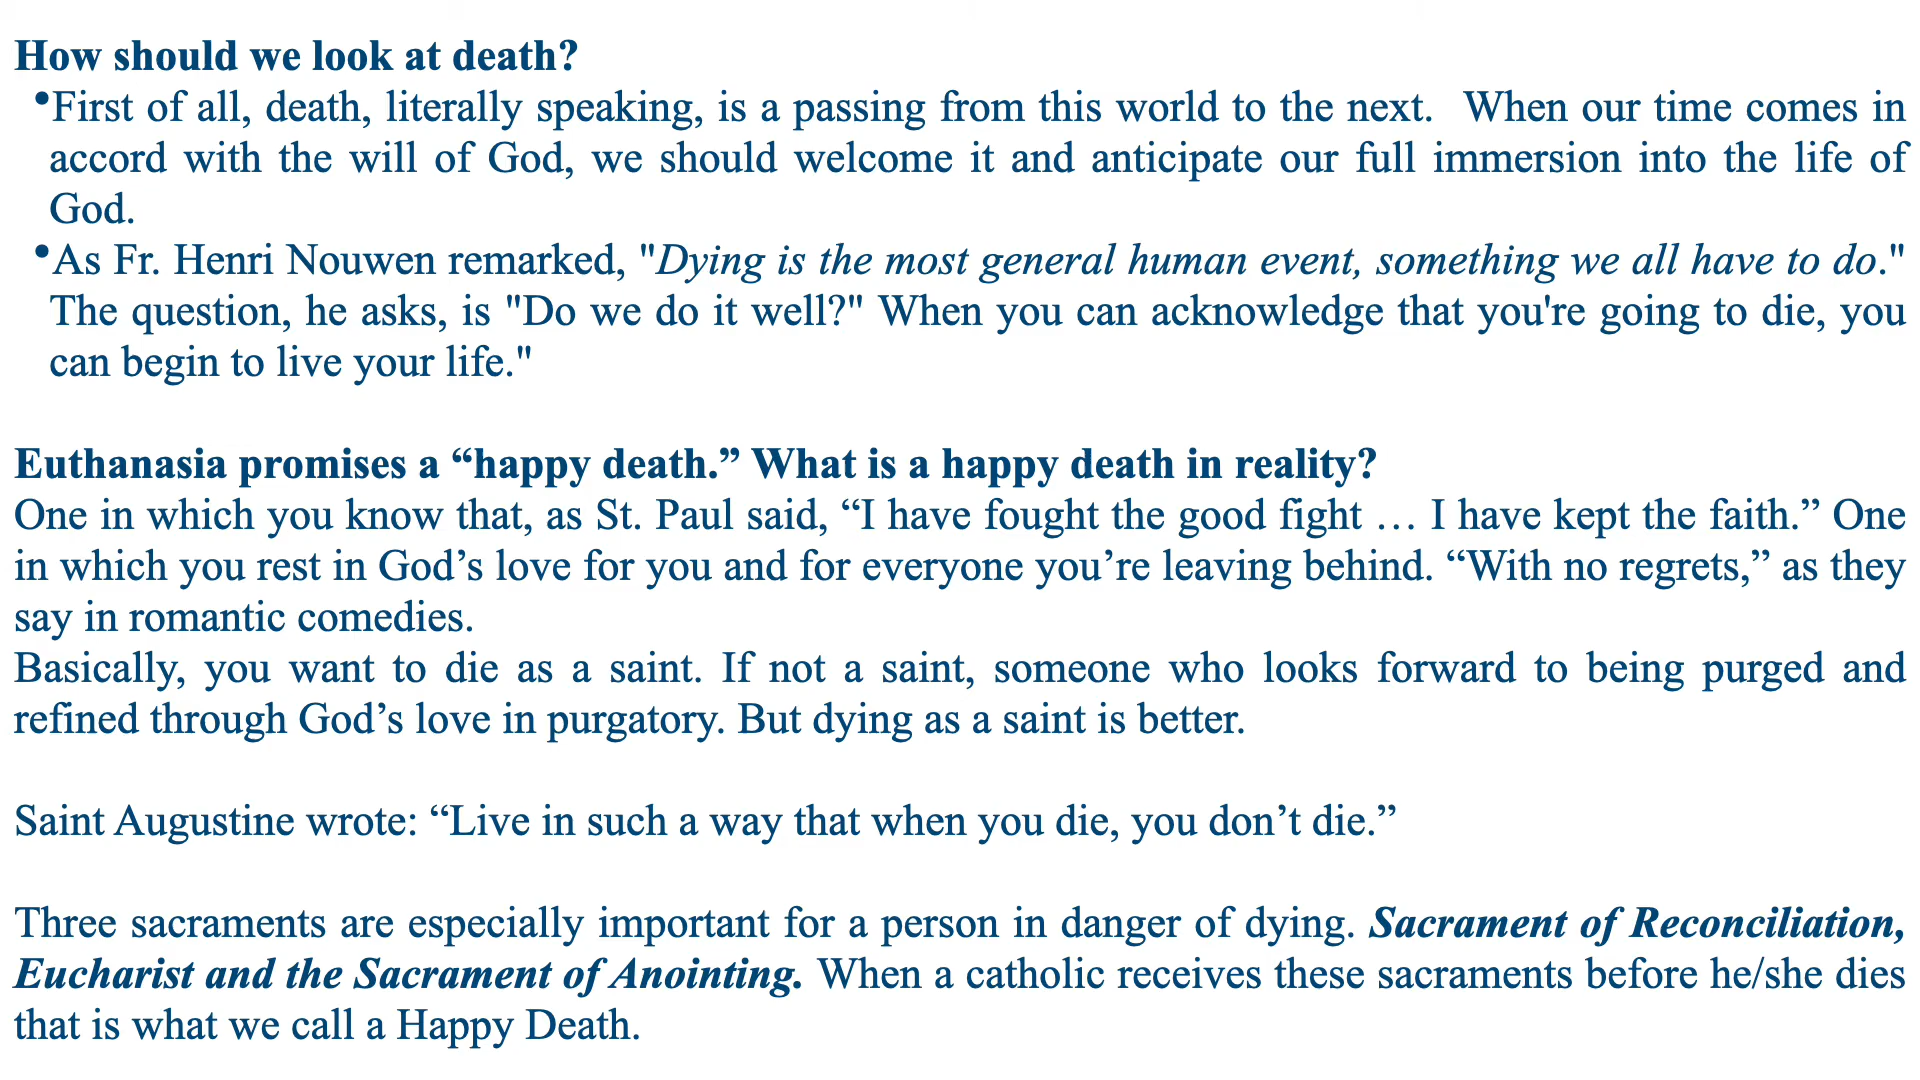 How should we look at death?
•First of all, death, literally speaking, is a passing from this world to the next.  When our time comes in
accord with the will of God, we should welcome it and anticipate our full immersion into the life of
God.
•As Fr. Henri Nouwen remarked, "Dying is the most general human event, something we all have to do."
The question, he asks, is "Do we do it well?" When you can acknowledge that you're going to die, you
can begin to live your life."
Euthanasia promises a “happy death.” What is a happy death in reality?
One in which you know that, as St. Paul said, “I have fought the good fight … I have kept the faith.” One
in which you rest in God’s love for you and for everyone you’re leaving behind. “With no regrets,” as they
say in romantic comedies.
Basically, you want to die as a saint. If not a saint, someone who looks forward to being purged and
refined through God’s love in purgatory. But dying as a saint is better.
Saint Augustine wrote: “Live in such a way that when you die, you don’t die.”
Three sacraments are especially important for a person in danger of dying. Sacrament of Reconciliation,
Eucharist and the Sacrament of Anointing. When a catholic receives these sacraments before he/she dies
that is what we call a Happy Death.